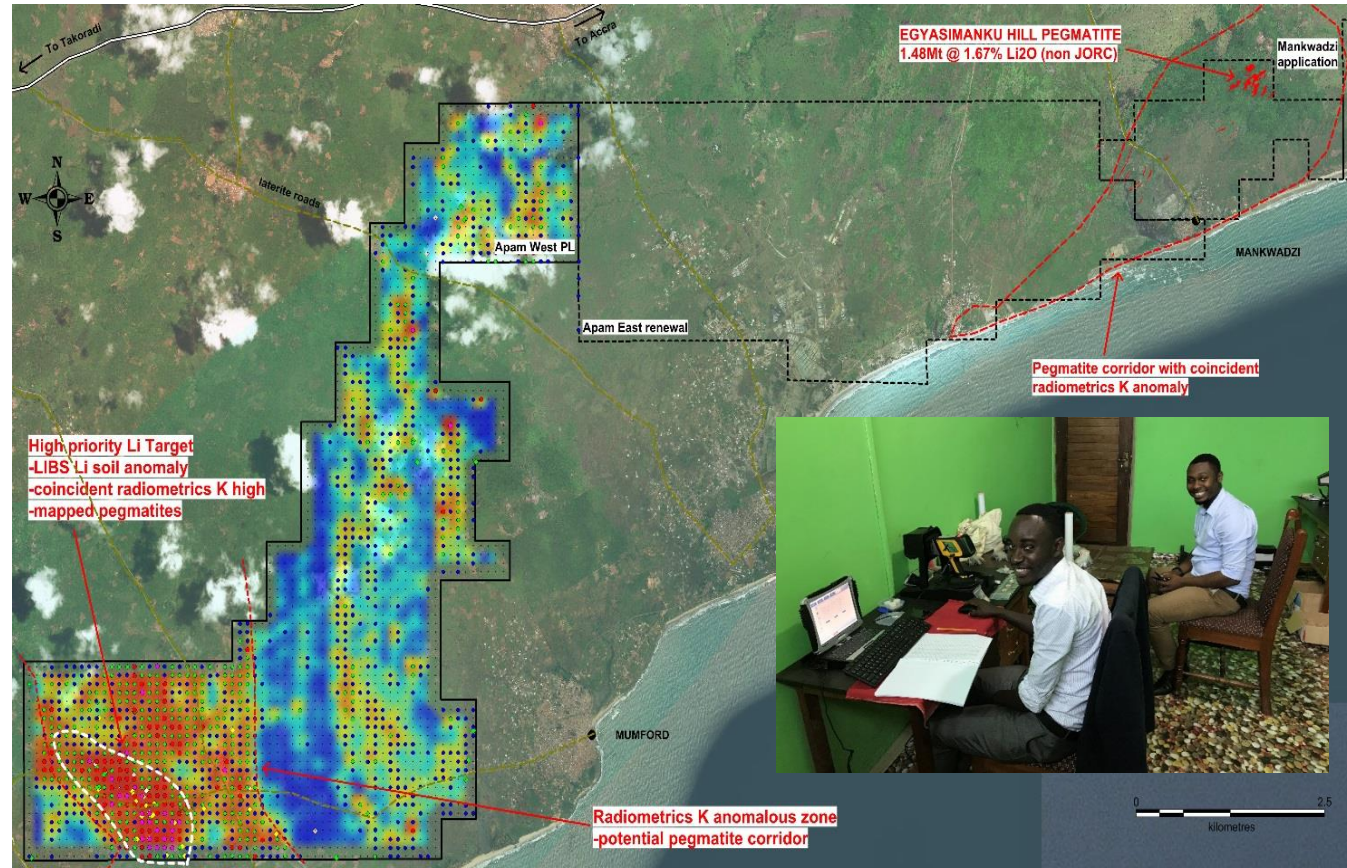 To Takoradi
To Accra
EGYASIMANKU HILL PEGMATITE
1.48Mt @ 1.67% Li2O (non JORC)
Mankwadzi
application
N
W
E
S
laterite roads
Apam West PL
MANKWADZI
Apam East renewal
Pegmatite corridor with coincident
radiometrics K anomaly
High priority Li Target
-LIBS Li soil anomaly
-coincident radiometrics K high
-mapped pegmatites
MUMFORD
Radiometrics K anomalous zone
-potential pegmatite corridor
0
2.5
kilometres